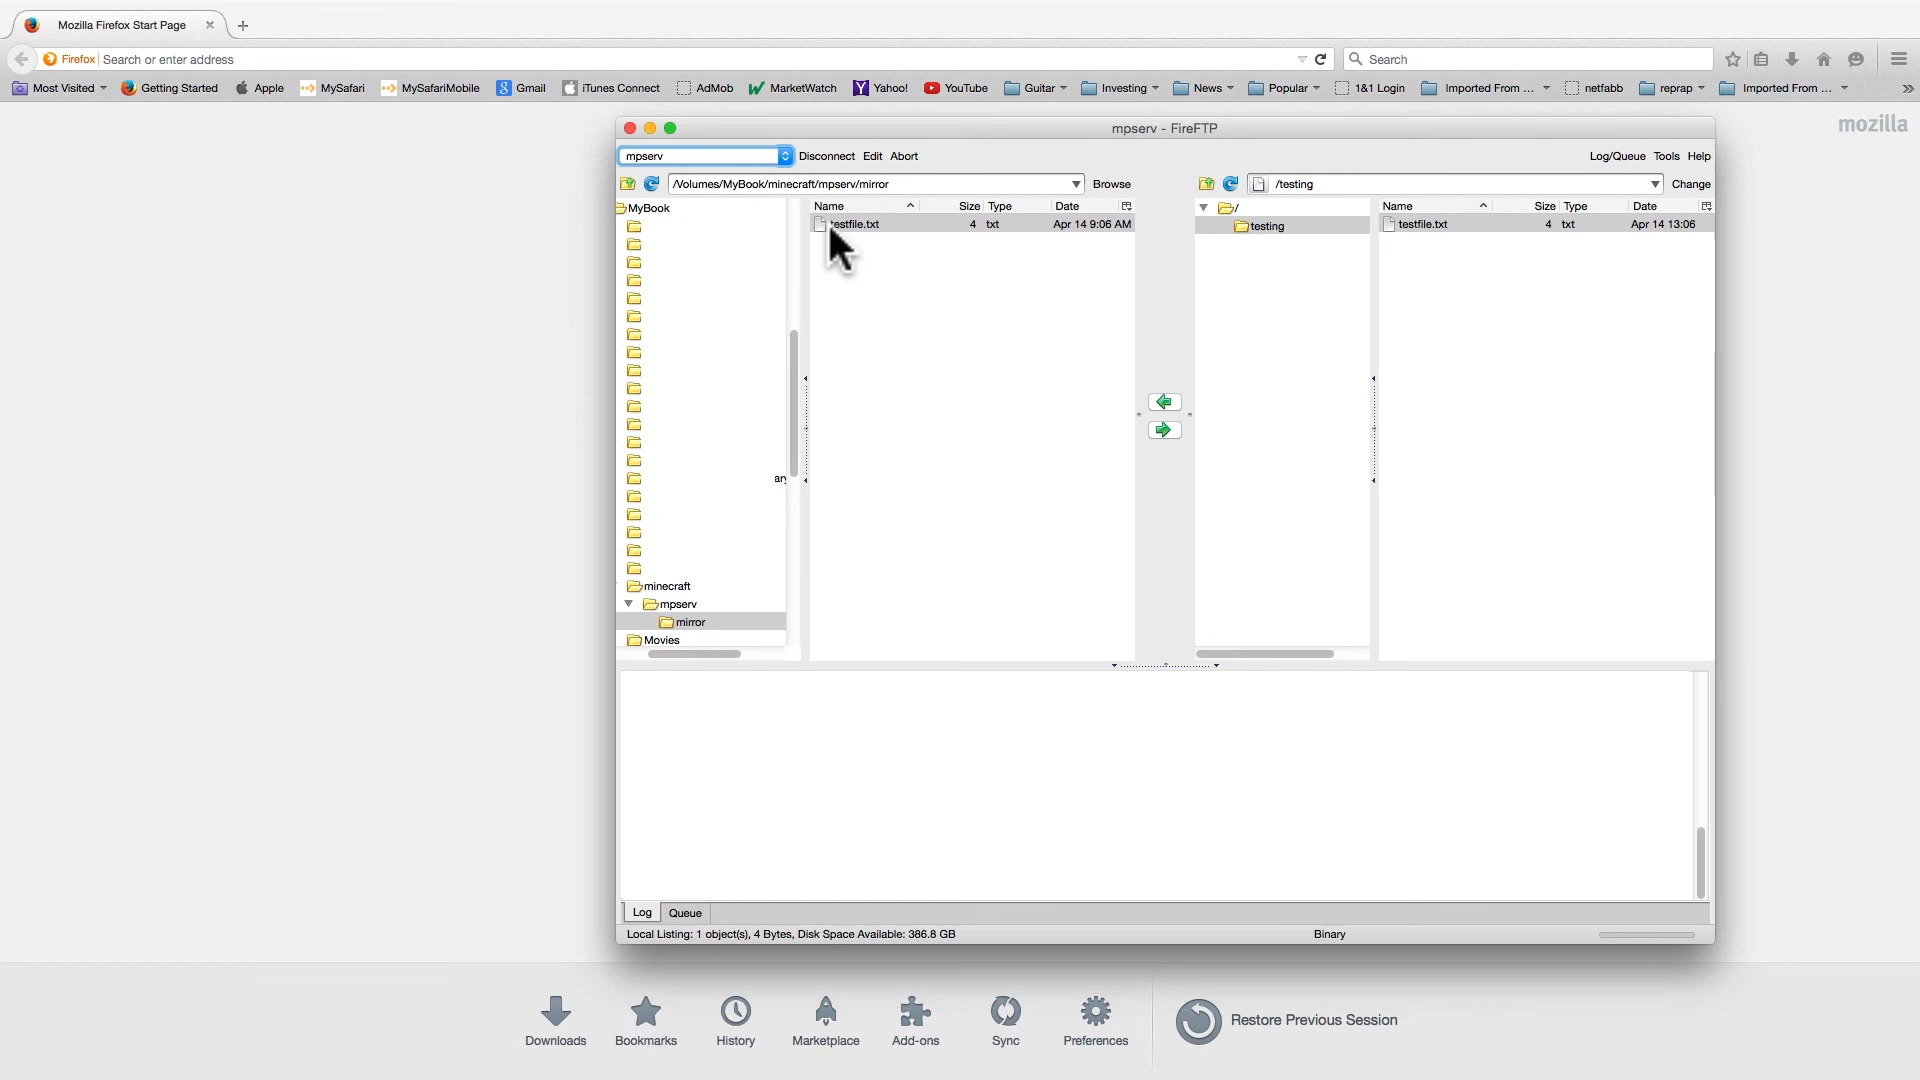 Mozilla Firefox Start Page
Firefox Search or enter address
Search
Most Visited Getting Started Apple MySafari MySafariMobile Gmail iTunes Connect AdMob MarketWatch Yahoo! YouTube Guitar Investing News Popular 1&1 Login Imported From ... netfabb reprap Imported From ...
mozilla
mpserv - FireFTP
mpserv Disconnect Edit Abort Log/Queue Tools Help
/Volumes/MyBook/minecraft/mpserv/mirror Browse /testing Change
MyBook Name Size Type Date / Name Size Type Date
testfile.txt 4 txt Apr 14 9:06 AM testing testfile.txt 4 txt Apr 14 13:06
minecraft
mpserv
mirror
Movies
Log Queue
Local Listing: 1 object(s), 4 Bytes, Disk Space Available: 386.8 GB Binary
Downloads Bookmarks History Marketplace Add-ons Sync Preferences Restore Previous Session